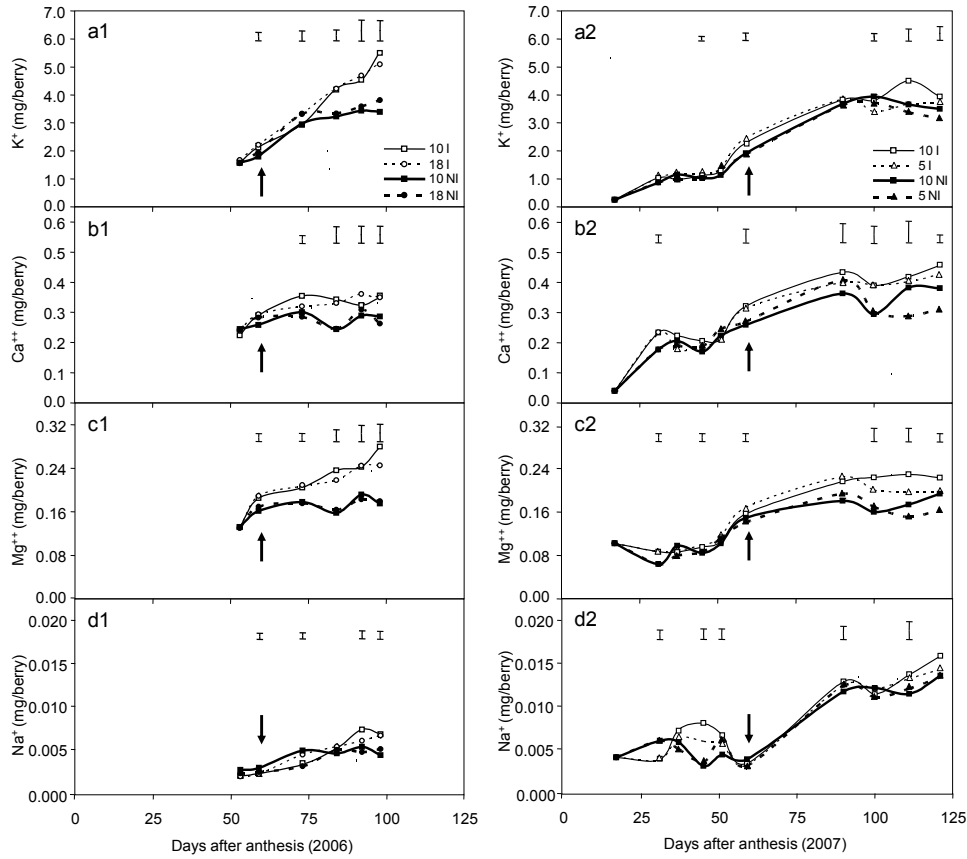 a1
K⁺ (mg/berry)
7.0
6.0
5.0
4.0
3.0
2.0
1.0
0.0
10 I
18 I
10 NI
18 NI
a2
K⁺ (mg/berry)
7.0
6.0
5.0
4.0
3.0
2.0
1.0
0.0
10 I
5 I
10 NI
5 NI
b1
Ca⁺⁺ (mg/berry)
0.6
0.5
0.4
0.3
0.2
0.1
0.0
b2
Ca⁺⁺ (mg/berry)
0.6
0.5
0.4
0.3
0.2
0.1
0.0
c1
Mg⁺⁺ (mg/berry)
0.32
0.24
0.16
0.08
0.00
c2
Mg⁺⁺ (mg/berry)
0.32
0.24
0.16
0.08
0.00
d1
Na⁺ (mg/berry)
0.020
0.015
0.010
0.005
0.000
0 25 50 75 100 125
Days after anthesis (2006)
d2
Na⁺ (mg/berry)
0.020
0.015
0.010
0.005
0.000
0 25 50 75 100 125
Days after anthesis (2007)